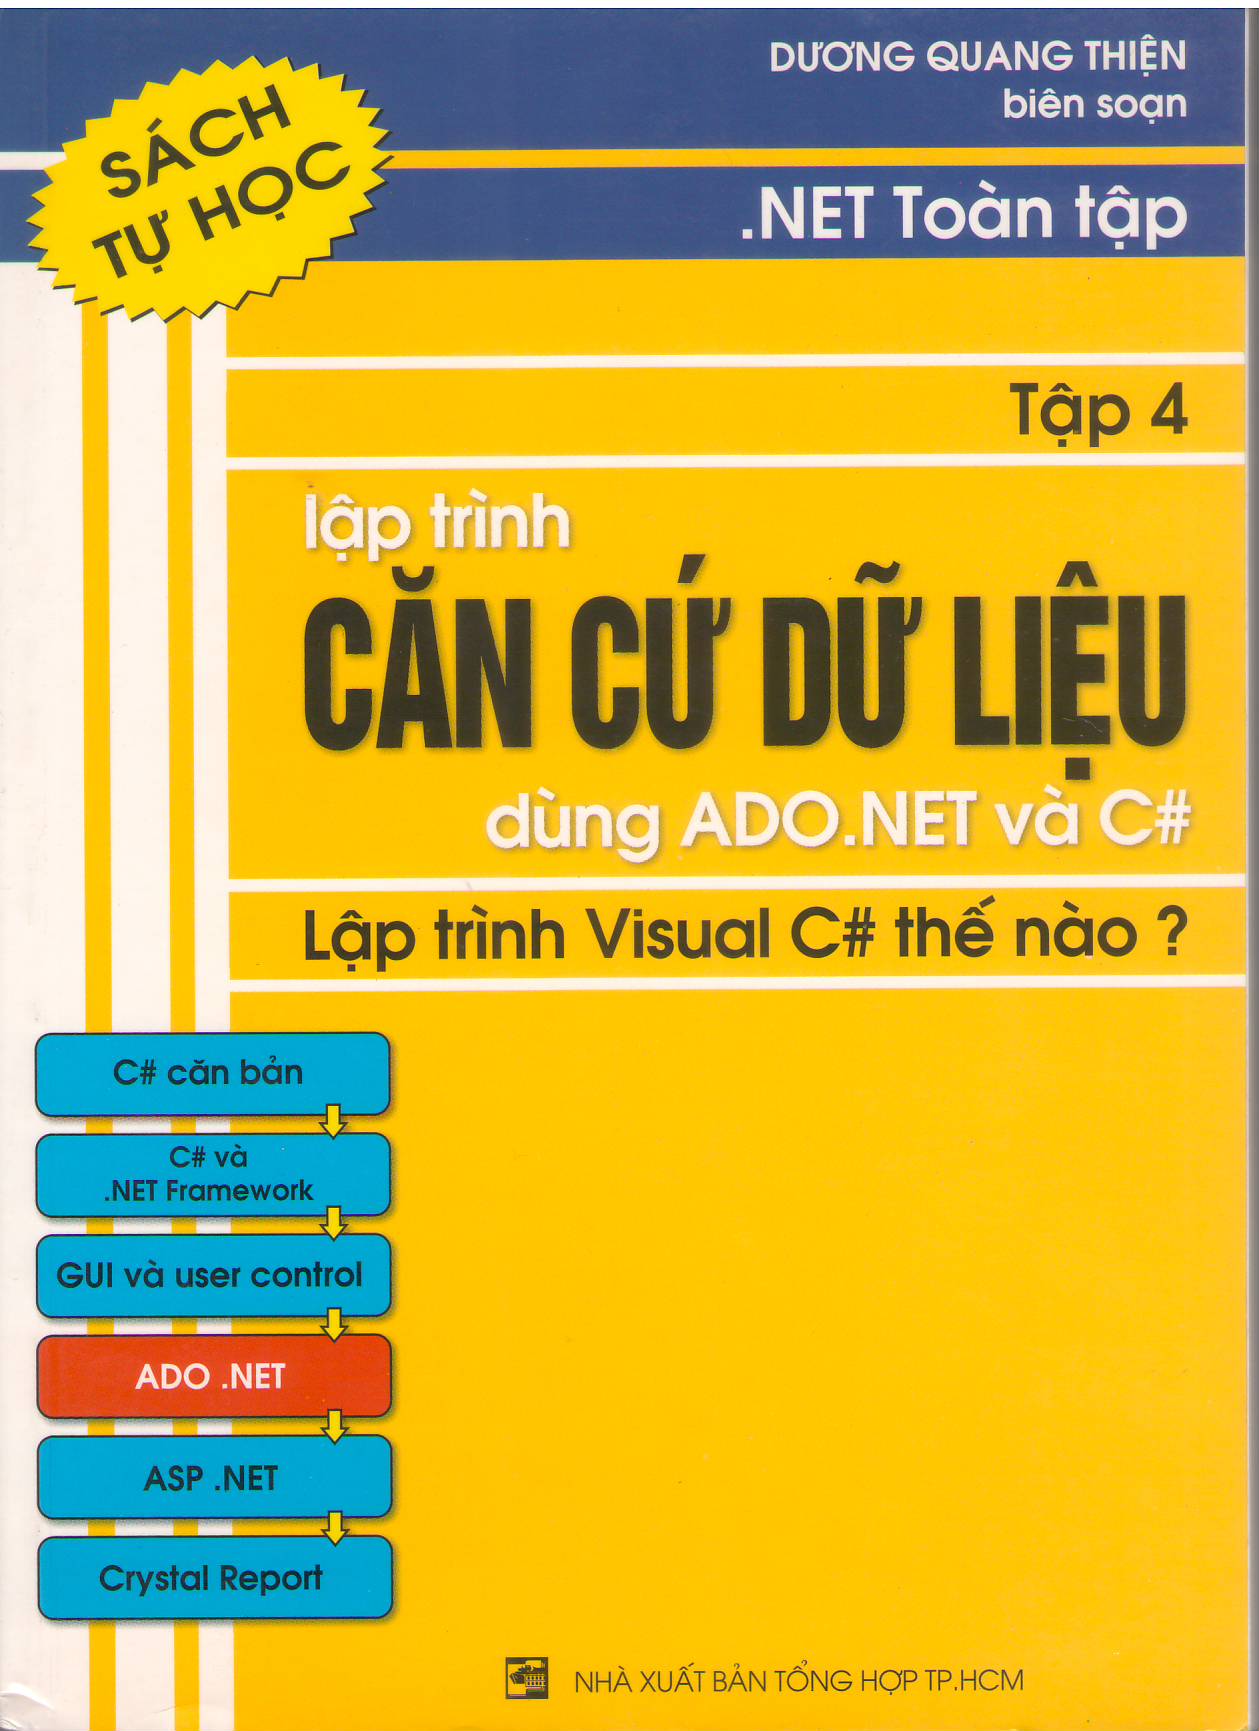 DƯƠNG QUANG THIỆN
biên soạn
SÁCH
TỰ HỌC
.NET Toàn tập
Tập 4
lập trình
CĂN CỨ DỮ LIỆU
dùng ADO.NET và C#
Lập trình Visual C# thế nào ?
C# căn bản
C# và
.NET Framework
GUI và user control
ADO .NET
ASP .NET
Crystal Report
NHÀ XUẤT BẢN TỔNG HỢP TP.HCM